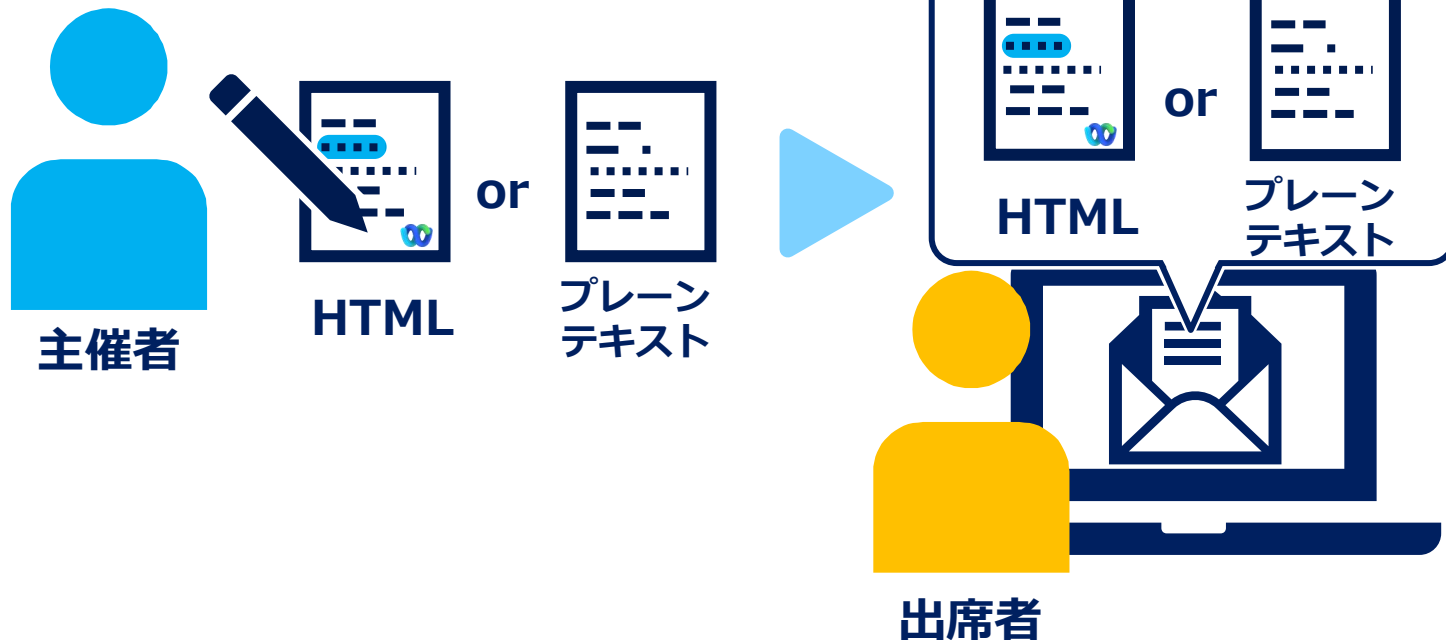 or
HTML
プレーン
テキスト
主催者
or
HTML
プレーン
テキスト
出席者